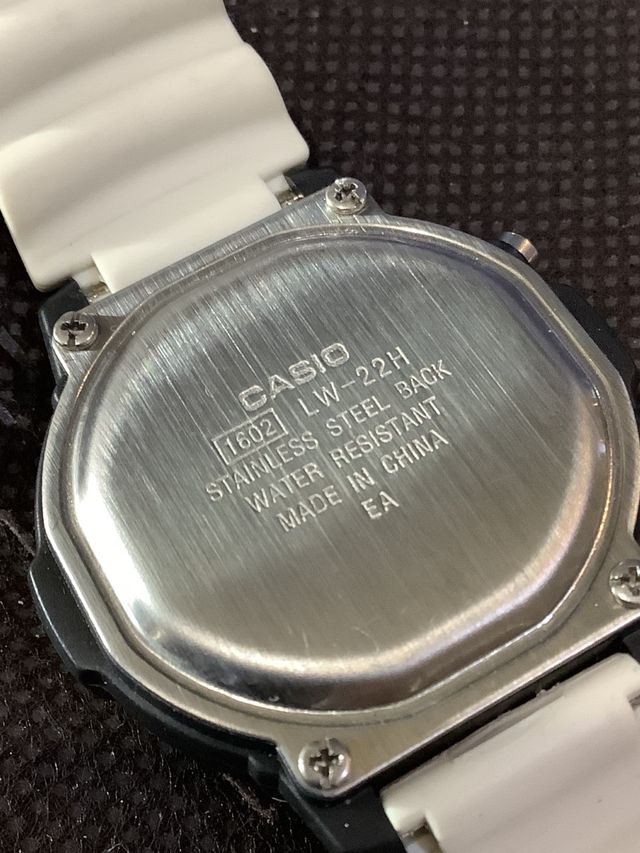 CASIO
1602 LW-22H
STAINLESS STEEL BACK
WATER RESISTANT
MADE IN CHINA
EA